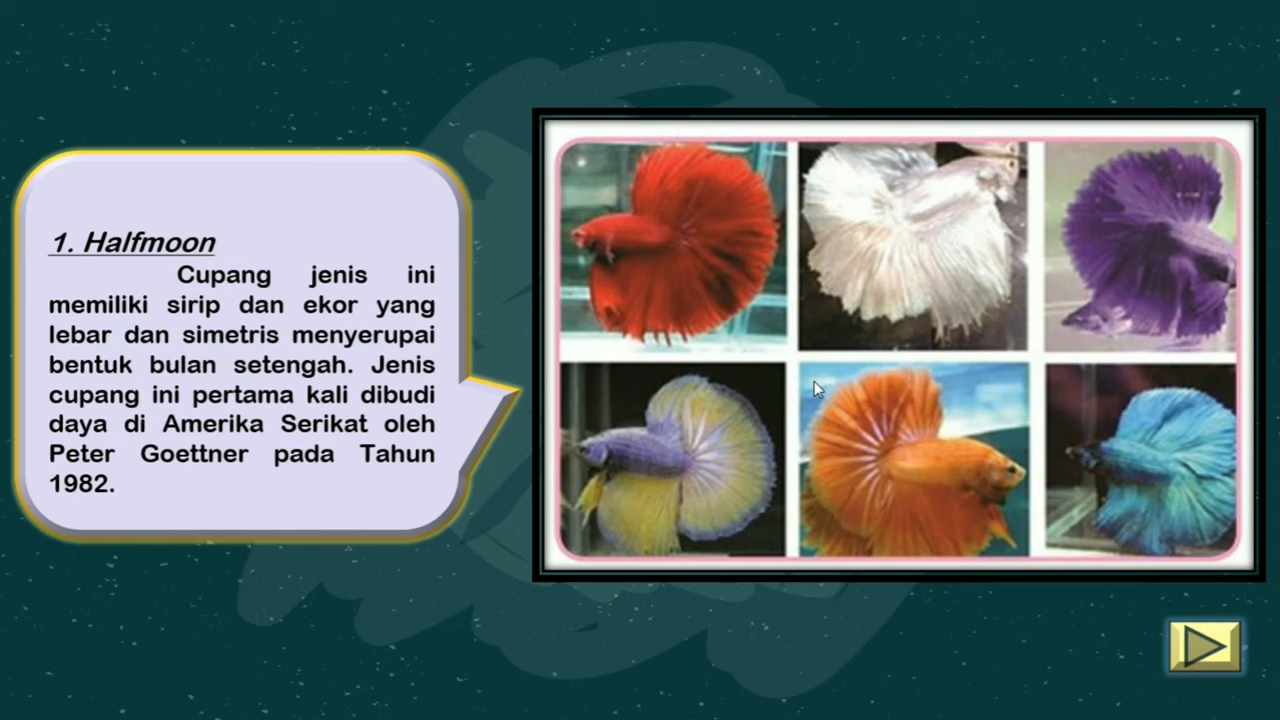 1. Halfmoon
Cupang jenis ini
memiliki sirip dan ekor yang
lebar dan simetris menyerupai
bentuk bulan setengah. Jenis
cupang ini pertama kali dibudi
daya di Amerika Serikat oleh
Peter Goettner pada Tahun
1982.